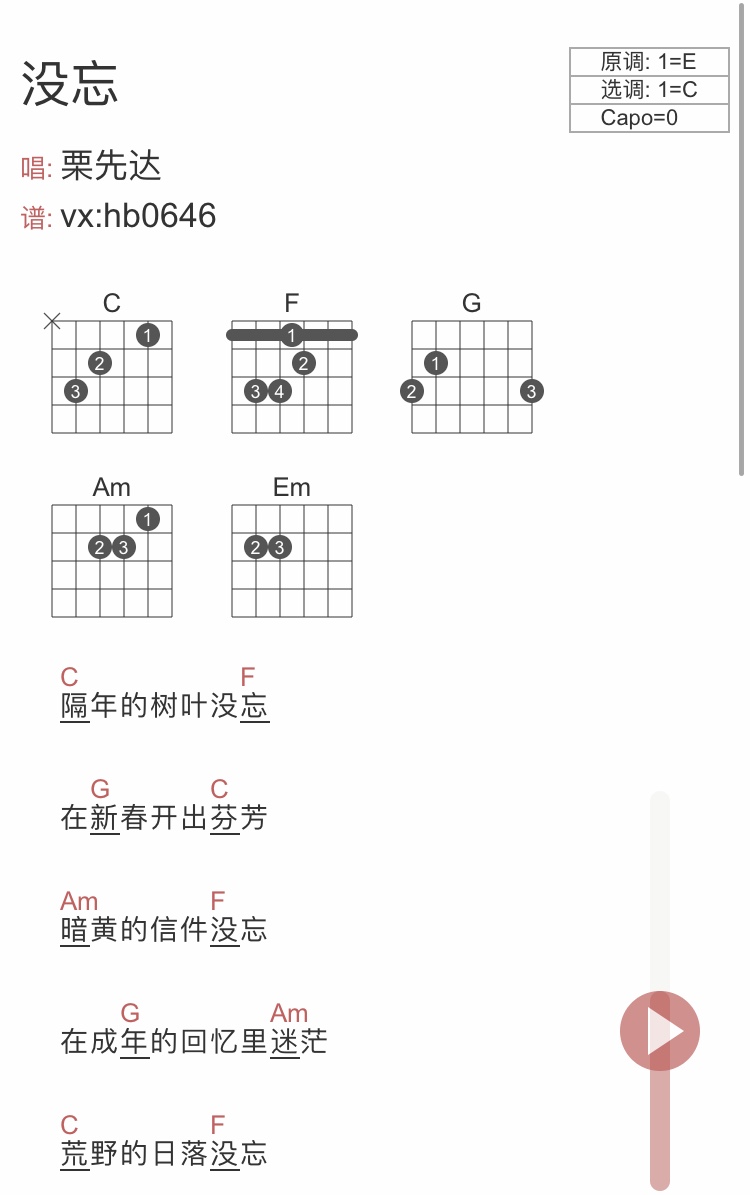 没忘
原调: 1=E
选调: 1=C
Capo=0
唱: 栗先达
谱: vx:hb0646
C F G
1 1
2 2 1
3 3 4 2 3
Am Em
1
2 3 2 3
C F
隔年的树叶没忘
G C
在新春开出芬芳
Am F
暗黄的信件没忘
G Am
在成年的回忆里迷茫
C F
荒野的日落没忘